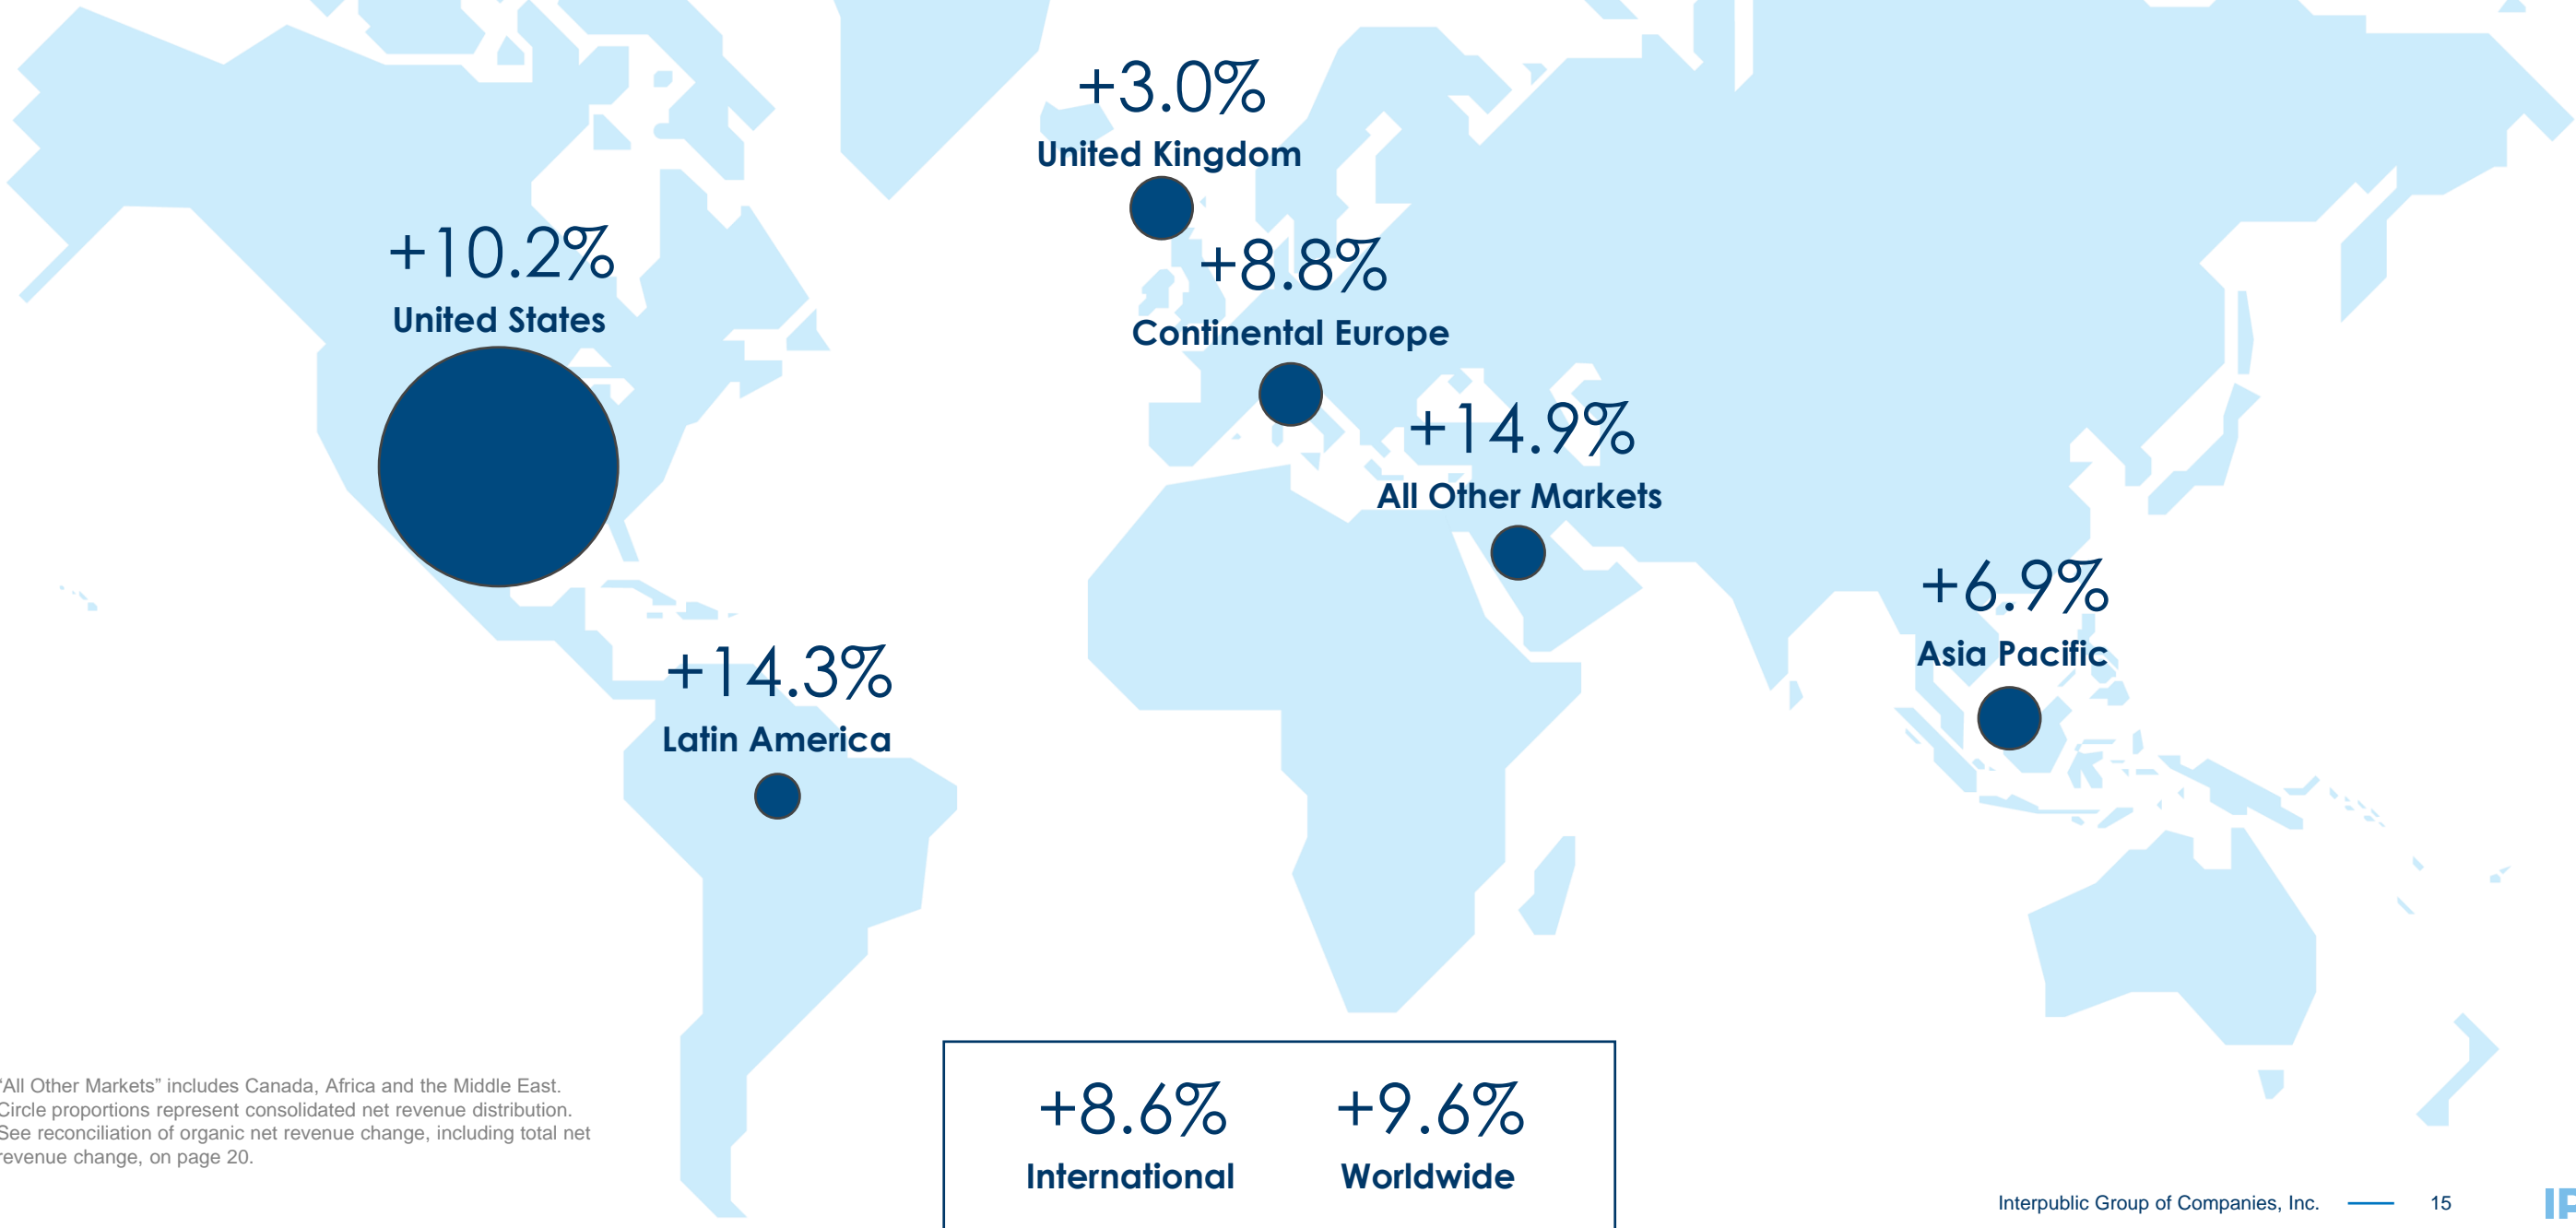 +3.0%
United Kingdom
+10.2%
United States
+8.8%
Continental Europe
+14.9%
All Other Markets
+6.9%
Asia Pacific
+14.3%
Latin America
“All Other Markets” includes Canada, Africa and the Middle East.
Circle proportions represent consolidated net revenue distribution.
See reconciliation of organic net revenue change, including total net
revenue change, on page 20.
+8.6%
International
+9.6%
Worldwide
Interpublic Group of Companies, Inc. 15